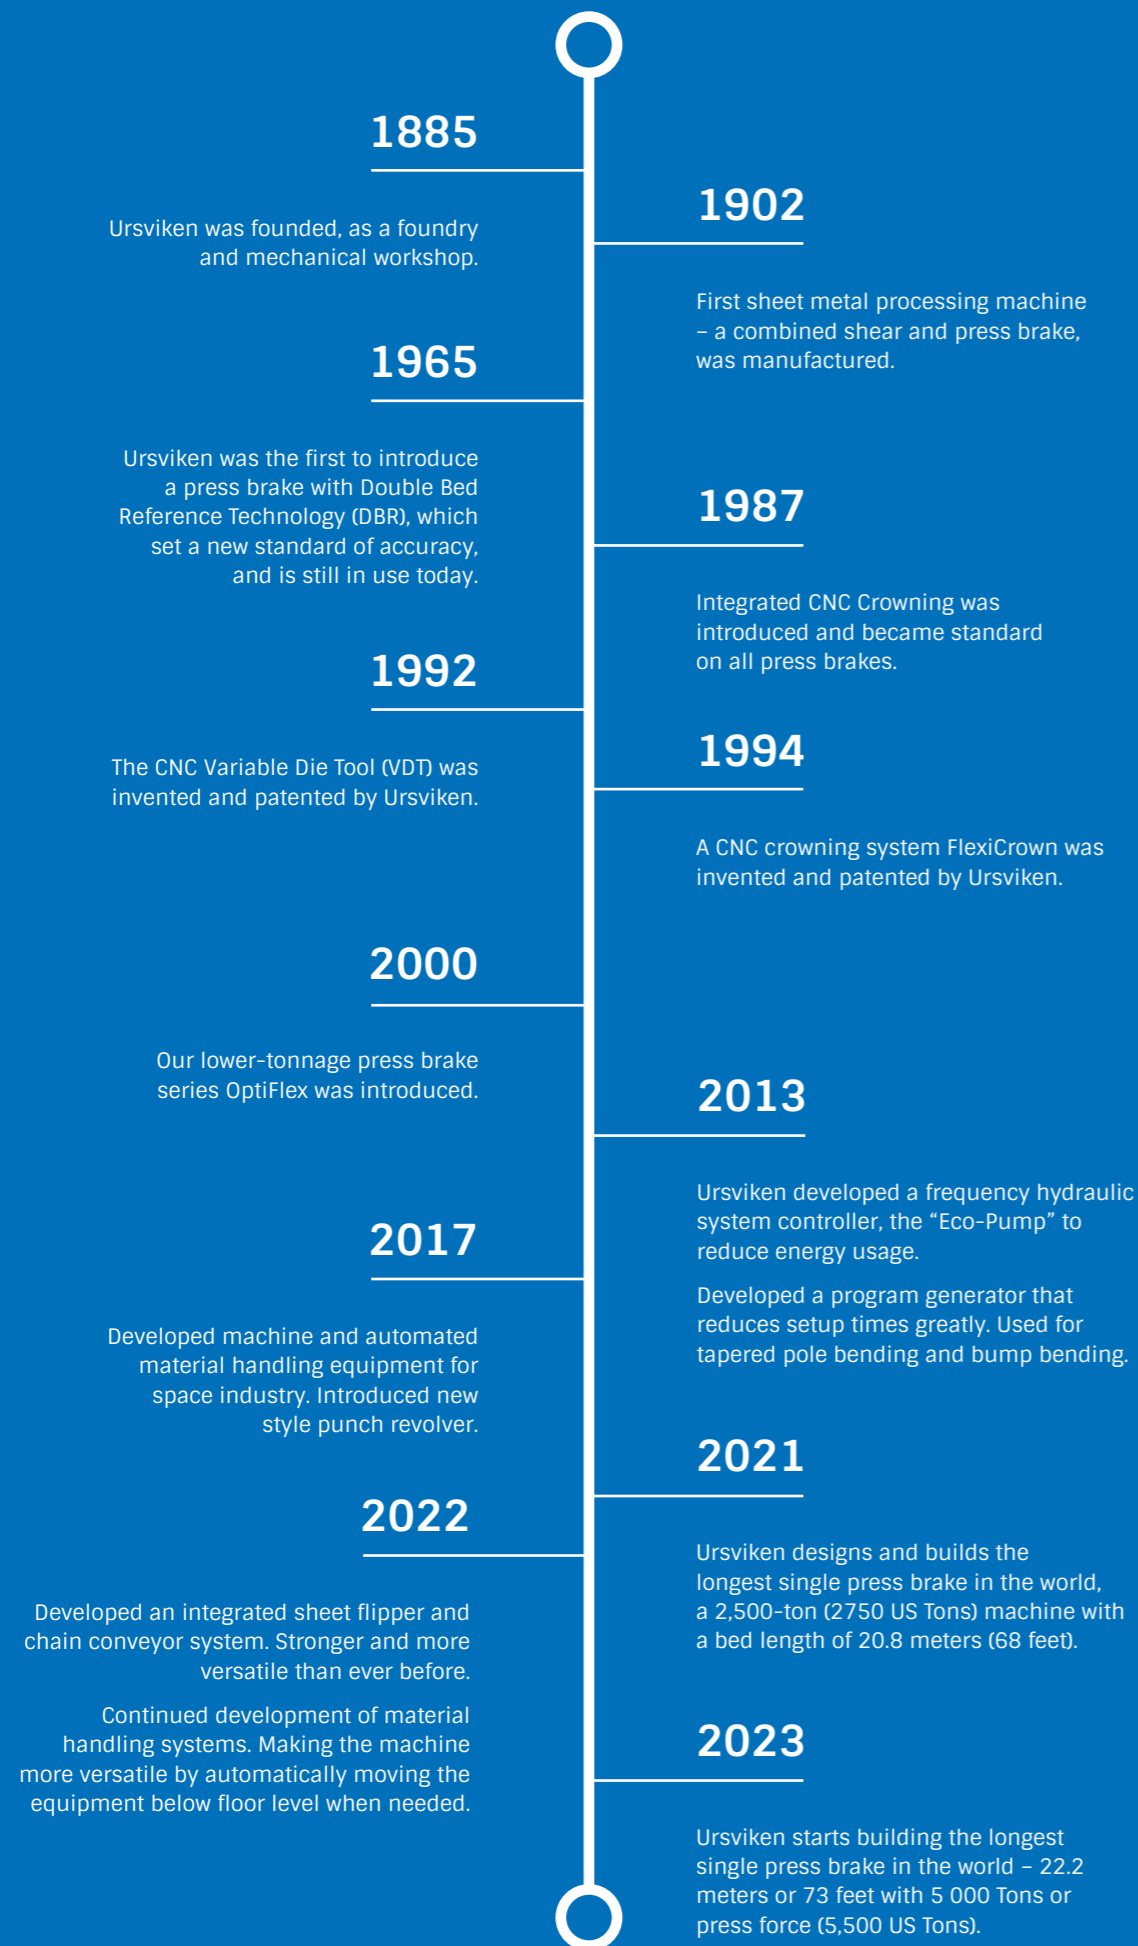 1885
Ursviken was founded, as a foundry
and mechanical workshop.
1902
First sheet metal processing machine
– a combined shear and press brake,
was manufactured.
1965
Ursviken was the first to introduce
a press brake with Double Bed
Reference Technology (DBR), which
set a new standard of accuracy,
and is still in use today.
1987
Integrated CNC Crowning was
introduced and became standard
on all press brakes.
1992
The CNC Variable Die Tool (VDT) was
invented and patented by Ursviken.
1994
A CNC crowning system FlexiCrown was
invented and patented by Ursviken.
2000
Our lower-tonnage press brake
series OptiFlex was introduced.
2013
Ursviken developed a frequency hydraulic
system controller, the “Eco-Pump” to
reduce energy usage.
Developed a program generator that
reduces setup times greatly. Used for
tapered pole bending and bump bending.
2017
Developed machine and automated
material handling equipment for
space industry. Introduced new
style punch revolver.
2021
Ursviken designs and builds the
longest single press brake in the world,
a 2,500-ton (2750 US Tons) machine with
a bed length of 20.8 meters (68 feet).
2022
Developed an integrated sheet flipper and
chain conveyor system. Stronger and more
versatile than ever before.
Continued development of material
handling systems. Making the machine
more versatile by automatically moving the
equipment below floor level when needed.
2023
Ursviken starts building the longest
single press brake in the world – 22.2
meters or 73 feet with 5 000 Tons or
press force (5,500 US Tons).